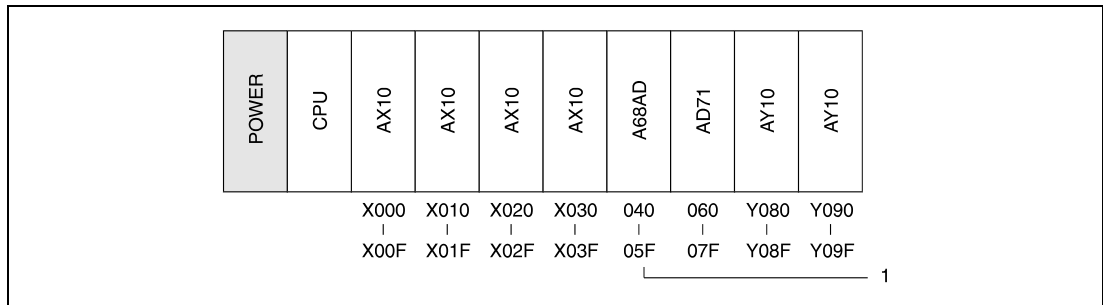 POWER CPU AX10 AX10 AX10 AX10 A68AD AD71 AY10 AY10
X000 X010 X020 X030 040 060 Y080 Y090
X00F X01F X02F X03F 05F 07F Y08F Y09F
1